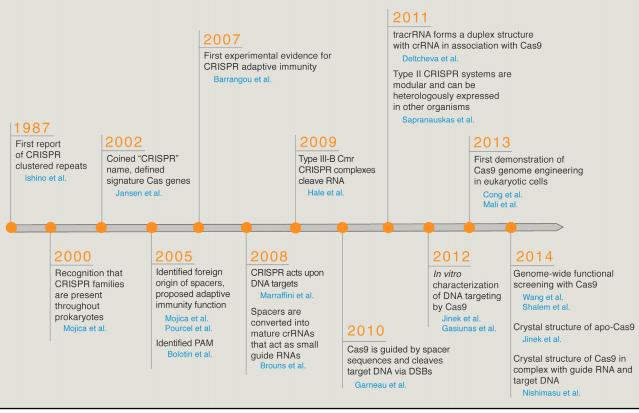 1987
First report
of CRISPR
clustered repeats
Ishino et al.
2000
Recognition that
CRISPR families
are present
throughout
prokaryotes
Mojica et al.
2002
Coined “CRISPR”
name, defined
signature Cas genes
Jansen et al.
2005
Identified foreign
origin of spacers,
proposed adaptive
immunity function
Mojica et al.
Pourcel et al.
Identified PAM
Bolotin et al.
2007
First experimental evidence for
CRISPR adaptive immunity
Barrangou et al.
2008
CRISPR acts upon
DNA targets
Marraffini et al.
Spacers are
converted into
mature crRNAs
that act as small
guide RNAs
Brouns et al.
2009
Type III-B Cmr
CRISPR complexes
cleave RNA
Hale et al.
2010
Cas9 is guided by spacer
sequences and cleaves
target DNA via DSBs
Garneau et al.
2011
tracrRNA forms a duplex structure
with crRNA in association with Cas9
Deltcheva et al.
Type II CRISPR systems are
modular and can be
heterologously expressed
in other organisms
Sapranauskas et al.
2012
In vitro
characterization
of DNA targeting
by Cas9
Jinek et al.
Gasiunas et al.
2013
First demonstration of
Cas9 genome engineering
in eukaryotic cells
Cong et al.
Mali et al.
2014
Genome-wide functional
screening with Cas9
Wang et al.
Shalem et al.
Crystal structure of apo-Cas9
Jinek et al.
Crystal structure of Cas9 in
complex with guide RNA and
target DNA
Nishimasu et al.